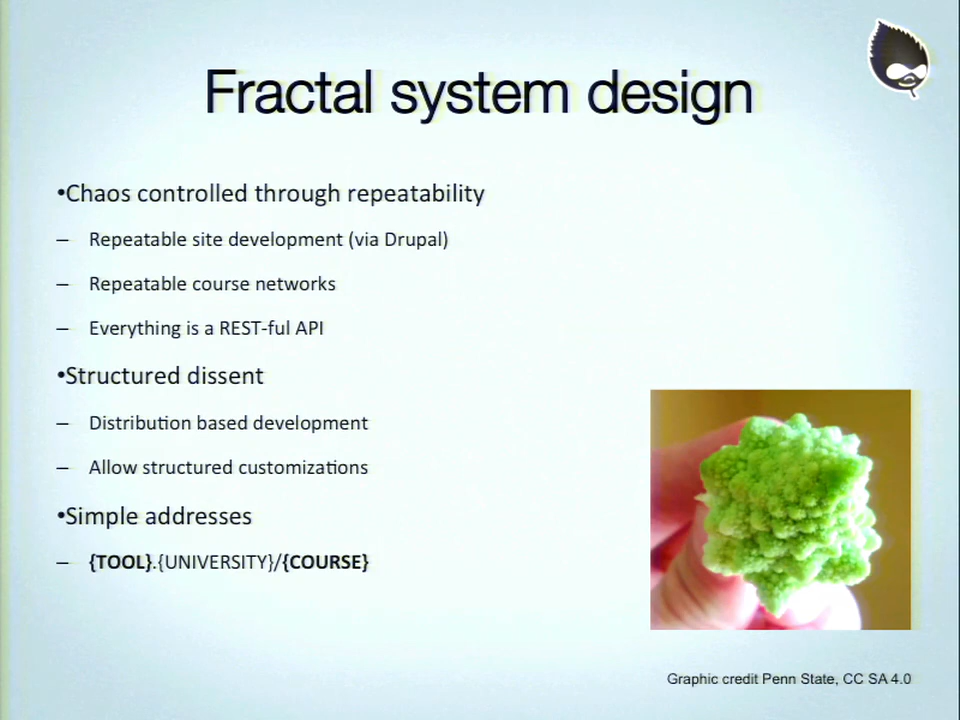 Fractal system design
•Chaos controlled through repeatability
– Repeatable site development (via Drupal)
– Repeatable course networks
– Everything is a REST-ful API
•Structured dissent
– Distribution based development
– Allow structured customizations
•Simple addresses
– {TOOL}.{UNIVERSITY}/{COURSE}
Graphic credit Penn State, CC SA 4.0